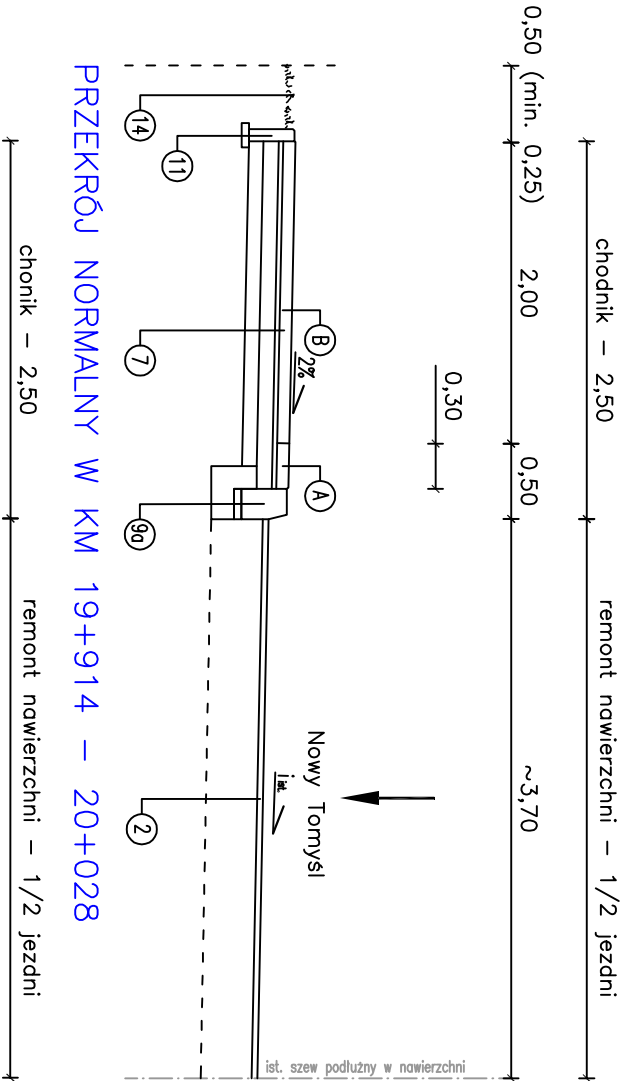 chodnik – 2,50
remont nawierzchni – 1/2 jezdni
0,50 (min. 0,25)
2,00
0,50
~3,70
0,30
Nowy Tomyśl
B
2%
A
i ist.
14
11
7
9a
2
ist. szew podłużny w nawierzchni
PRZEKRÓJ NORMALNY W KM 19+914 – 20+028
chonik – 2,50
remont nawierzchni – 1/2 jezdni